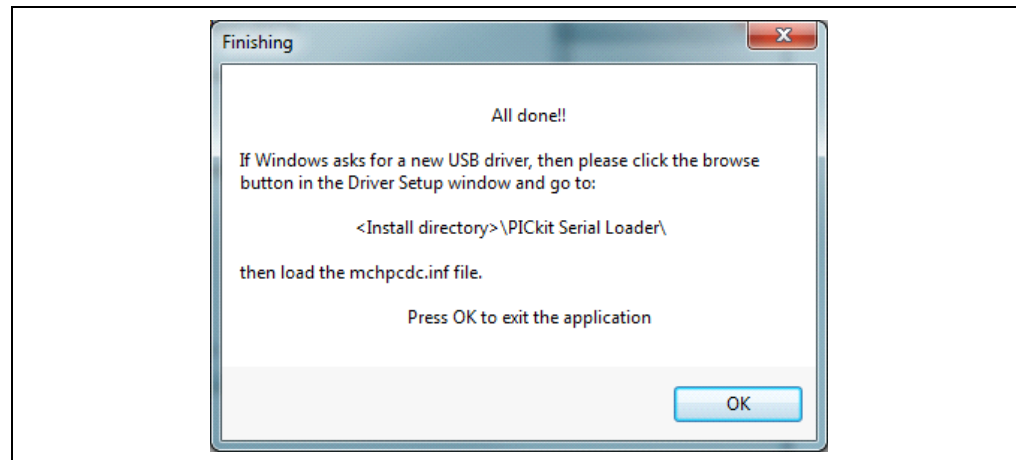 Finishing
All done!!
If Windows asks for a new USB driver, then please click the browse
button in the Driver Setup window and go to:
<Install directory>\PICkit Serial Loader\
then load the mchpcdc.inf file.
Press OK to exit the application
OK